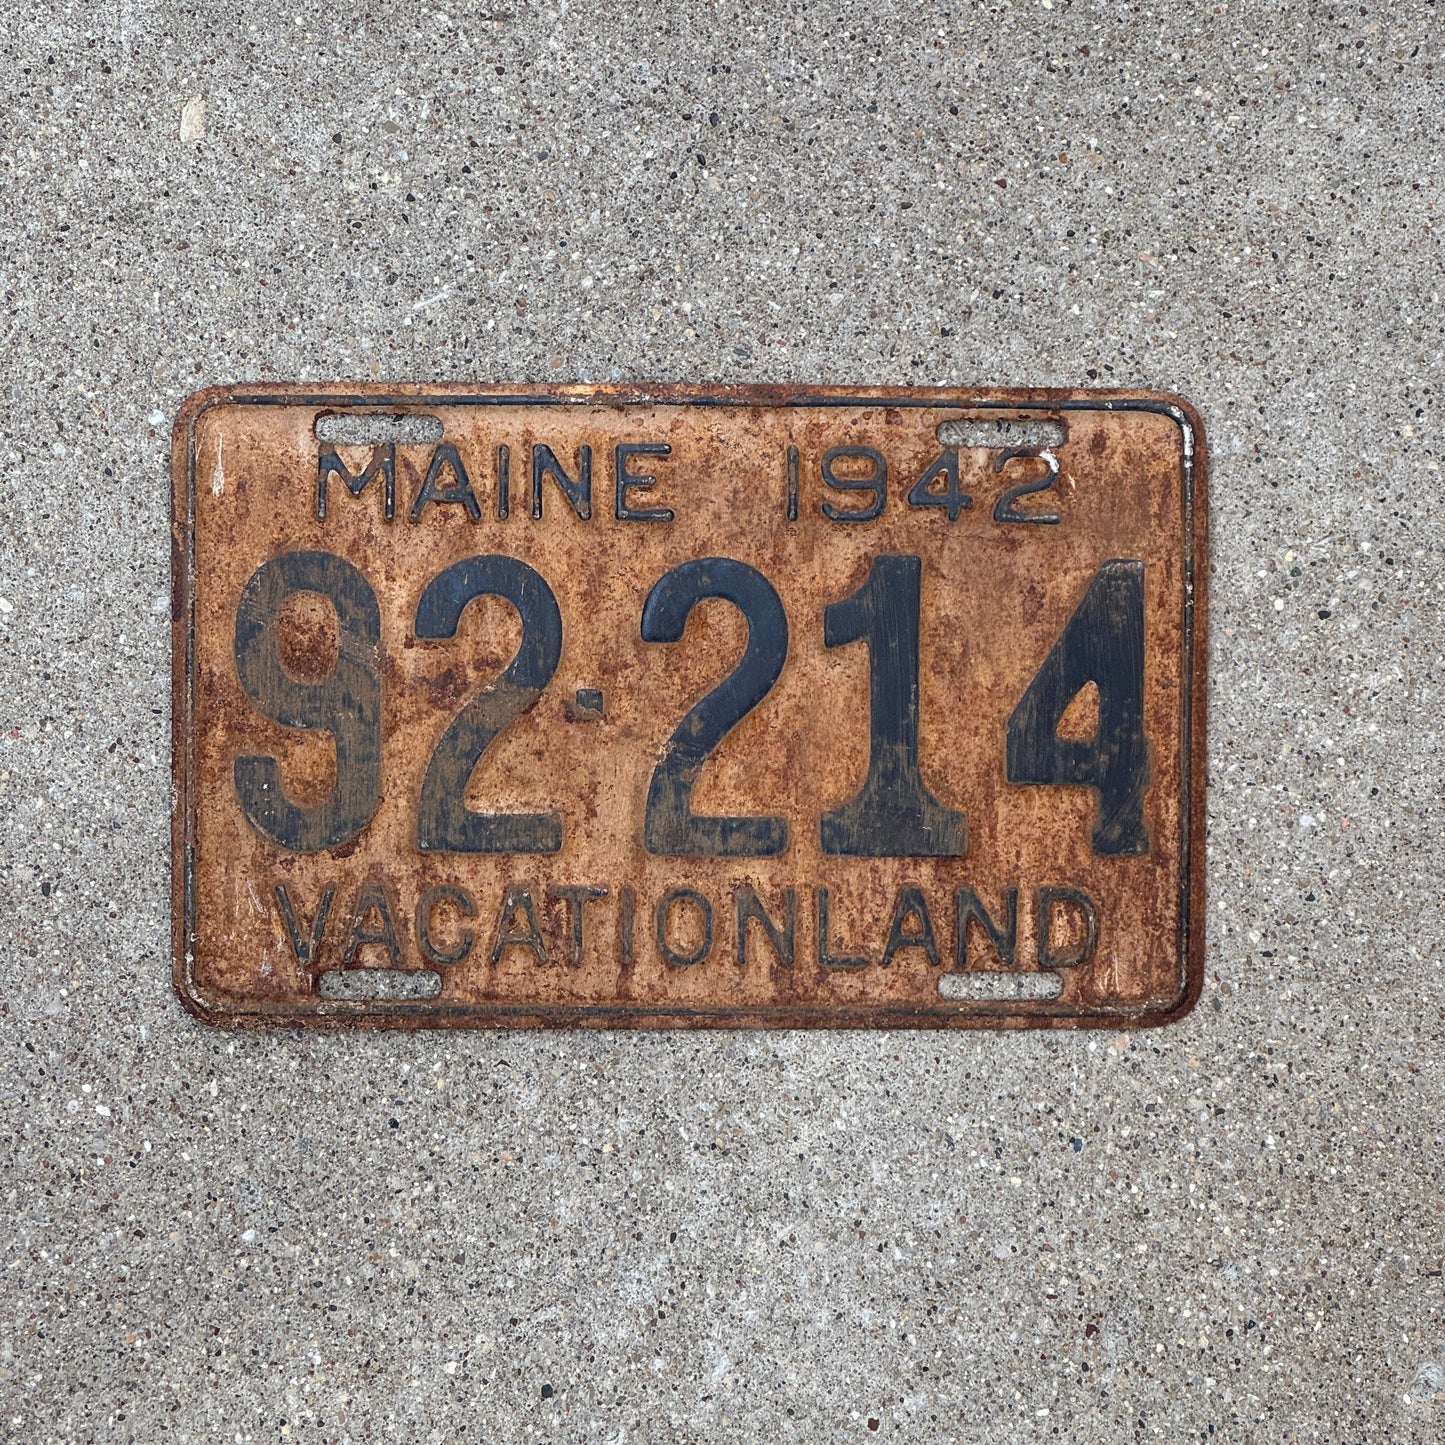 MAINE 1942
92-214
VACATIONLAND